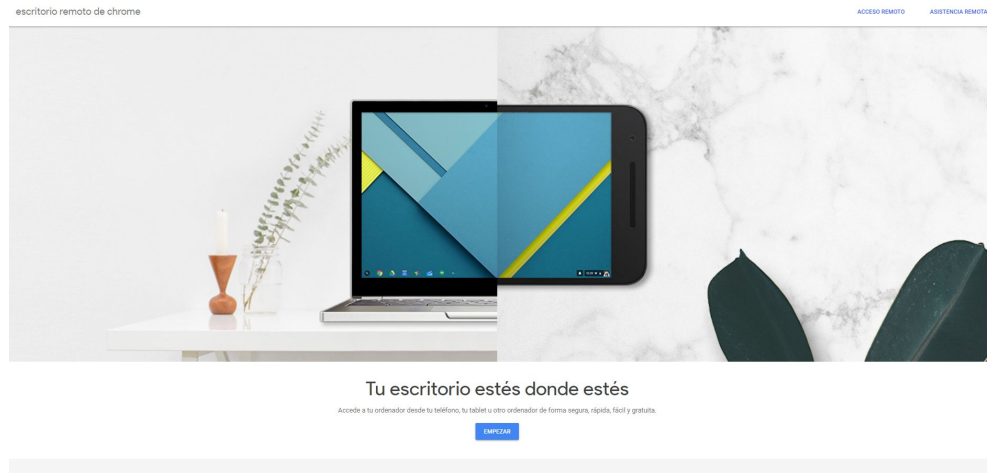 escritorio remoto de chrome
ACCESO REMOTO
ASISTENCIA REMOTA
Tu escritorio estés donde estés
Accede a tu ordenador desde tu teléfono, tu tablet u otro ordenador de forma segura, rápida, fácil y gratuita.
EMPEZAR